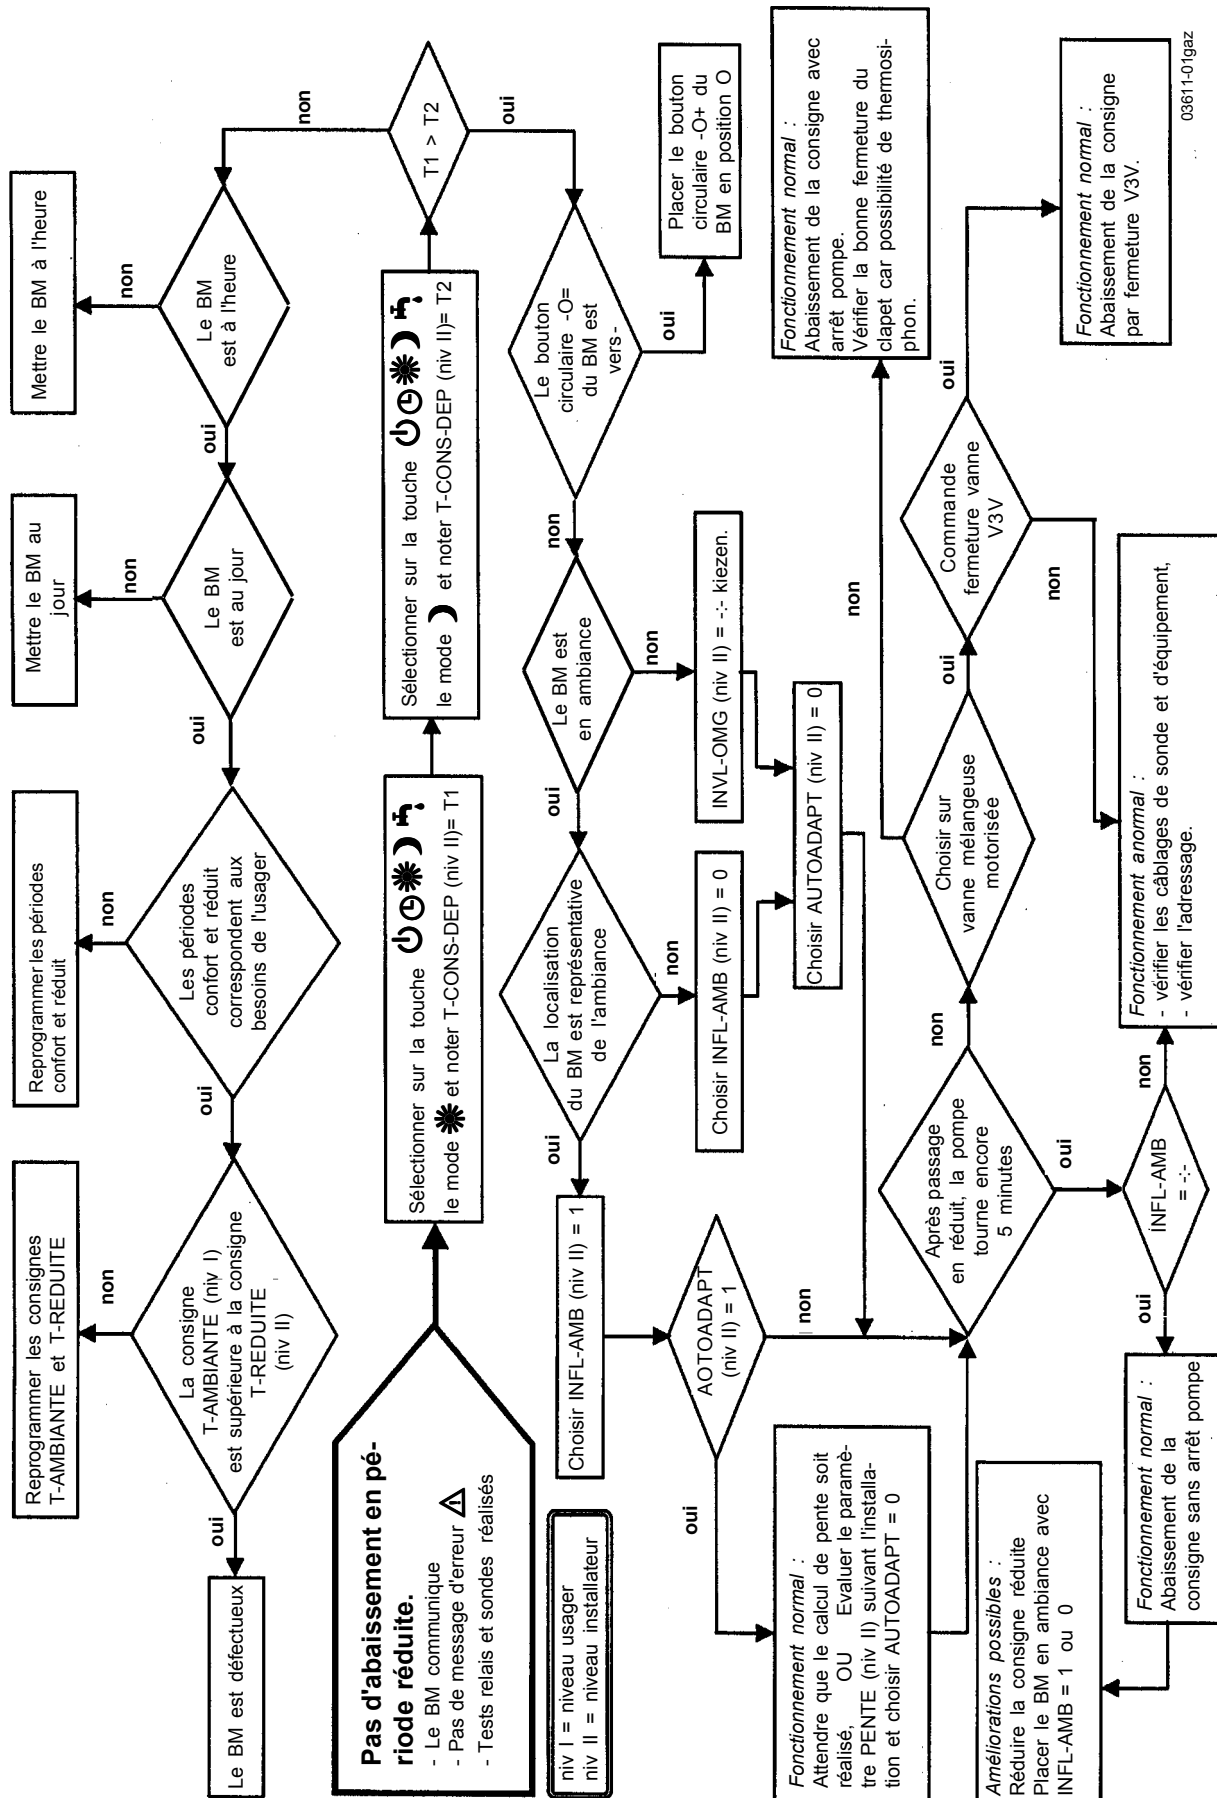 Pas d'abaissement en pé-
riode réduite.
- Le BM communique
- Pas de message d'erreur
- Tests relais et sondes réalisés
niv I = niveau usager
niv II = niveau installateur
Sélectionner sur la touche
le mode et noter T-CONS-DEP (niv II)= T1
Sélectionner sur la touche
le mode et noter T-CONS-DEP (niv II)= T2
T1 > T2
non
oui
Le BM
est à l'heure
non
Mettre le BM à l'heure
oui
Le BM
est au jour
non
Mettre le BM au
jour
oui
Les périodes
confort et réduit
correspondent aux
besoins de l'usager
non
Reprogrammer les périodes
confort et réduit
oui
La consigne
T-AMBIANTE (niv I)
est supérieure à la consigne
T-REDUITE
(niv II)
non
Reprogrammer les consignes
T-AMBIANTE et T-REDUITE
oui
Le BM est défectueux
Le bouton
circulaire -O=
du BM est
vers-
oui
Placer le bouton
circulaire -O+ du
BM en position O
non
Le BM est
en ambiance
non
INVL-OMG (niv II) = -:- kiezen.
oui
La localisation
du BM est représentative
de l'ambiance
non
Choisir INFL-AMB (niv II) = 0
Choisir AUTOADAPT (niv II) = 0
oui
Choisir INFL-AMB (niv II) = 1
AOTOADAPT
(niv II) = 1
non
oui
Fonctionnement normal :
Attendre que le calcul de pente soit
réalisé, OU Evaluer le paramè-
tre PENTE (niv II) suivant l'installa-
tion et choisir AUTOADAPT = 0
Après passage
en réduit, la pompe
tourne encore
5 minutes
non
oui
Choisir sur
vanne mélangeuse
motorisée
non
Fonctionnement normal :
Abaissement de la consigne avec
arrêt pompe.
Vérifier la bonne fermeture du
clapet car possibilité de thermosi-
phon.
oui
Commande
fermeture vanne
V3V
oui
Fonctionnement normal :
Abaissement de la consigne
par fermeture V3V.
non
Fonctionnement anormal :
- vérifier les câblages de sonde et d'équipement,
- vérifier l'adressage.
INFL-AMB
= -:-
non
oui
Fonctionnement normal :
Abaissement de la
consigne sans arrêt pompe
Améliorations possibles :
Réduire la consigne réduite
Placer le BM en ambiance avec
INFL-AMB = 1 ou 0
03611-01gaz